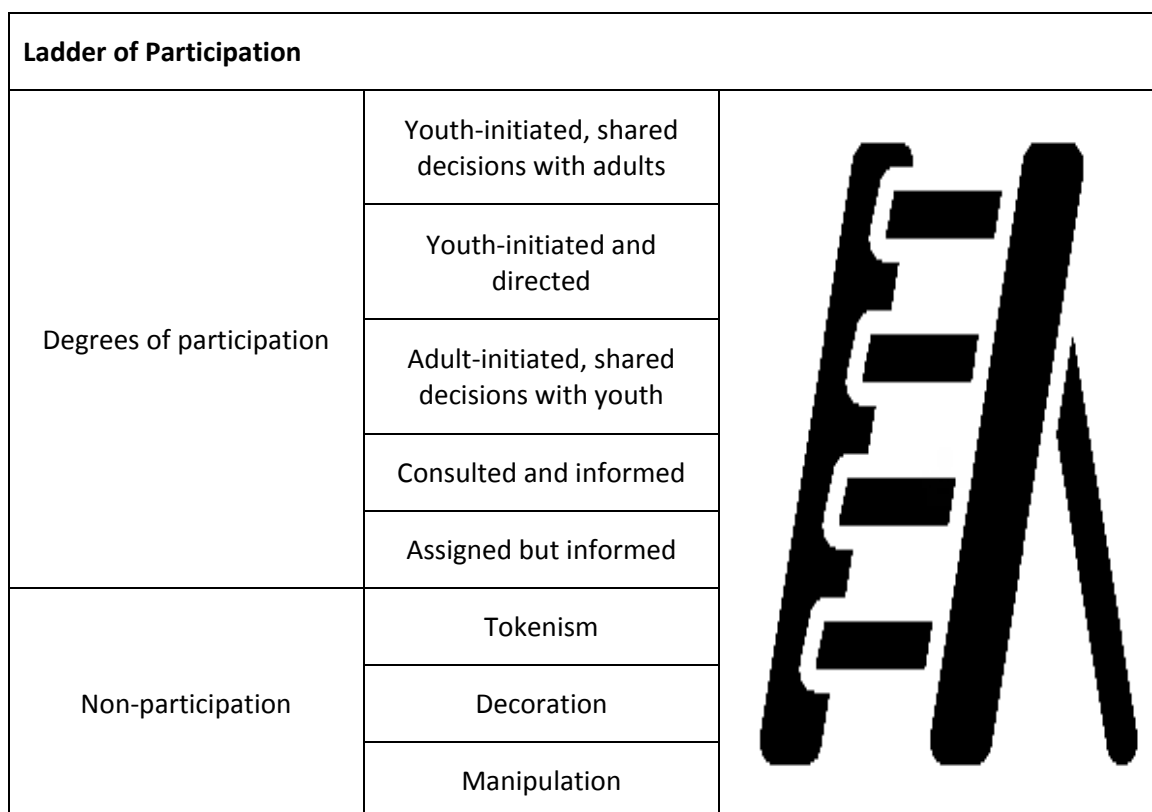 Ladder of Participation
Degrees of participation
Youth-initiated, shared
decisions with adults
Youth-initiated and
directed
Adult-initiated, shared
decisions with youth
Consulted and informed
Assigned but informed
Non-participation
Tokenism
Decoration
Manipulation